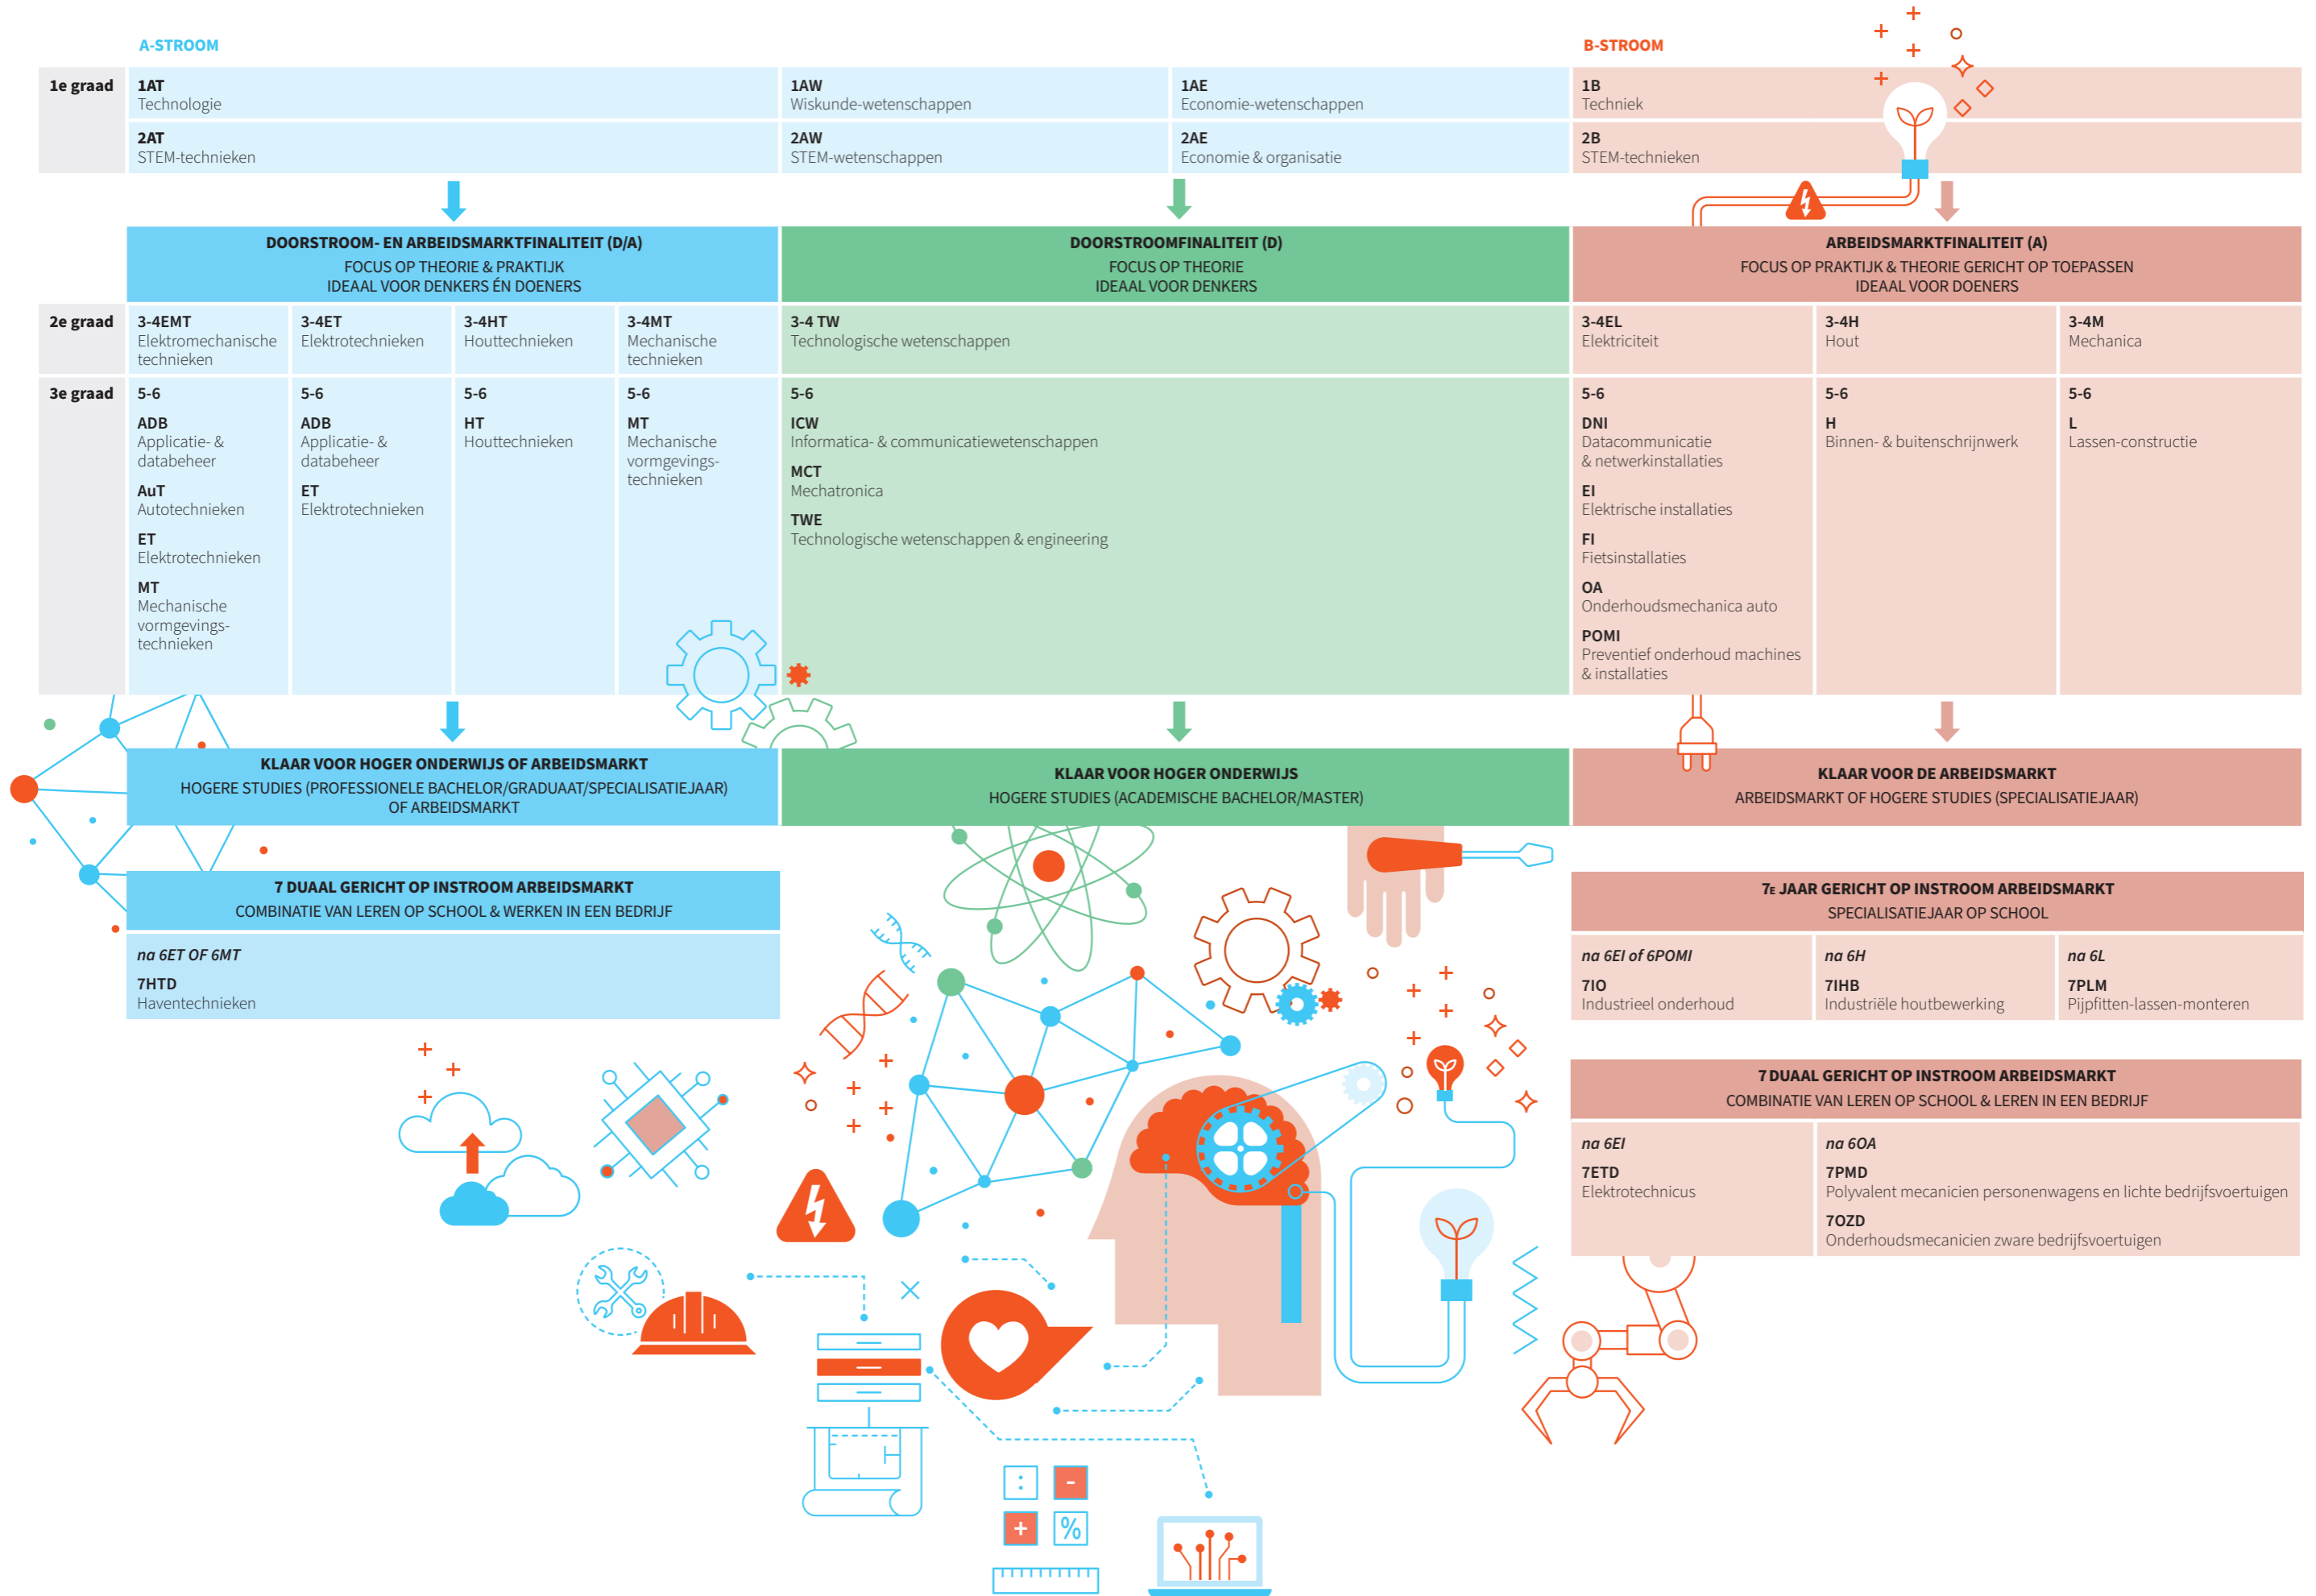 A-STROOM
B-STROOM
1e graad
1AT
Technologie
1AW
Wiskunde-wetenschappen
1AE
Economie-wetenschappen
1B
Techniek
2AT
STEM-technieken
2AW
STEM-wetenschappen
2AE
Economie & organisatie
2B
STEM-technieken
DOORSTROOM- EN ARBEIDSMARKTFINALITEIT (D/A)
FOCUS OP THEORIE & PRAKTIJK
IDEAAL VOOR DENKERS ÉN DOENERS
DOORSTROOMFINALITEIT (D)
FOCUS OP THEORIE
IDEAAL VOOR DENKERS
ARBEIDSMARKTFINALITEIT (A)
FOCUS OP PRAKTIJK & THEORIE GERICHT OP TOEPASSEN
IDEAAL VOOR DOENERS
2e graad
3-4EMT
Elektromechanische
technieken
3-4ET
Elektrotechnieken
3-4HT
Houttechnieken
3-4MT
Mechanische
technieken
3-4 TW
Technologische wetenschappen
3-4EL
Elektriciteit
3-4H
Hout
3-4M
Mechanica
3e graad
5-6
ADB
Applicatie- &
databeheer
AuT
Autotechnieken
ET
Elektrotechnieken
MT
Mechanische
vormgevings-
technieken
5-6
ADB
Applicatie- &
databeheer
ET
Elektrotechnieken
5-6
HT
Houttechnieken
5-6
MT
Mechanische
vormgevings-
technieken
5-6
ICW
Informatica- & communicatiewetenschappen
MCT
Mechatronica
TWE
Technologische wetenschappen & engineering
5-6
DNI
Datacommunicatie
& netwerkinstallaties
EI
Elektrische installaties
FI
Fietsinstallaties
OA
Onderhoudsmechanica auto
POMI
Preventief onderhoud machines
& installaties
5-6
H
Binnen- & buitenschrijnwerk
5-6
L
Lassen-constructie
KLAAR VOOR HOGER ONDERWIJS OF ARBEIDSMARKT
HOGERE STUDIES (PROFESSIONELE BACHELOR/GRADUAAT/SPECIALISATIEJAAR)
OF ARBEIDSMARKT
KLAAR VOOR HOGER ONDERWIJS
HOGERE STUDIES (ACADEMISCHE BACHELOR/MASTER)
KLAAR VOOR DE ARBEIDSMARKT
ARBEIDSMARKT OF HOGERE STUDIES (SPECIALISATIEJAAR)
7 DUAAL GERICHT OP INSTROOM ARBEIDSMARKT
COMBINATIE VAN LEREN OP SCHOOL & WERKEN IN EEN BEDRIJF
na 6ET OF 6MT
7HTD
Haventechnieken
7E JAAR GERICHT OP INSTROOM ARBEIDSMARKT
SPECIALISATIEJAAR OP SCHOOL
na 6EI of 6POMI
7IO
Industrieel onderhoud
na 6H
7IHB
Industriële houtbewerking
na 6L
7PLM
Pijpfitten-lassen-monteren
7 DUAAL GERICHT OP INSTROOM ARBEIDSMARKT
COMBINATIE VAN LEREN OP SCHOOL & LEREN IN EEN BEDRIJF
na 6EI
7ETD
Elektrotechnicus
na 6OA
7PMD
Polyvalent mecanicien personenwagens en lichte bedrijfsvoertuigen
7OZD
Onderhoudsmecanicien zware bedrijfsvoertuigen
: -
+ %